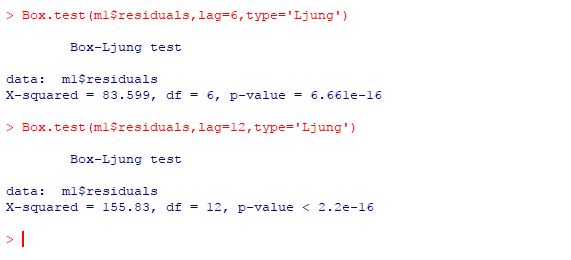 > Box.test(m1$residuals,lag=6,type='Ljung')
Box-Ljung test
data: m1$residuals
X-squared = 83.599, df = 6, p-value = 6.661e-16
> Box.test(m1$residuals,lag=12,type='Ljung')
Box-Ljung test
data: m1$residuals
X-squared = 155.83, df = 12, p-value < 2.2e-16
>